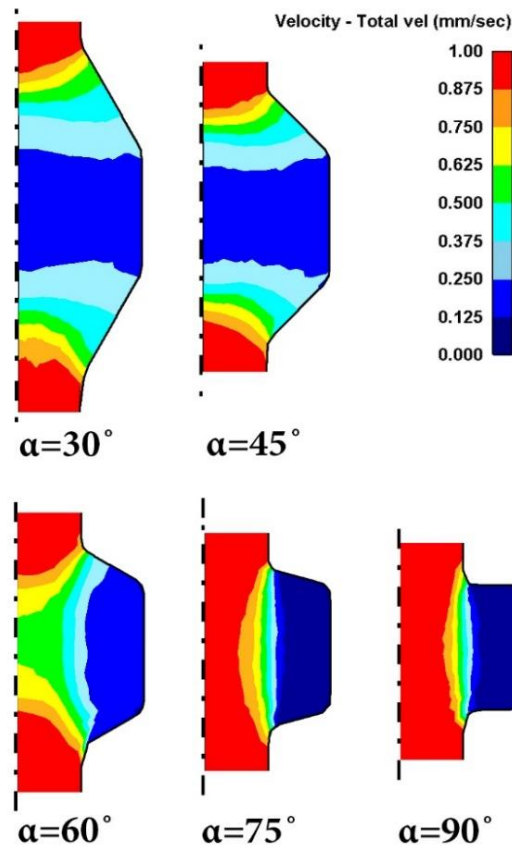 Velocity - Total vel (mm/sec)
1.00
0.875
0.750
0.625
0.500
0.375
0.250
0.125
0.000
α=30°
α=45°
α=60°
α=75°
α=90°